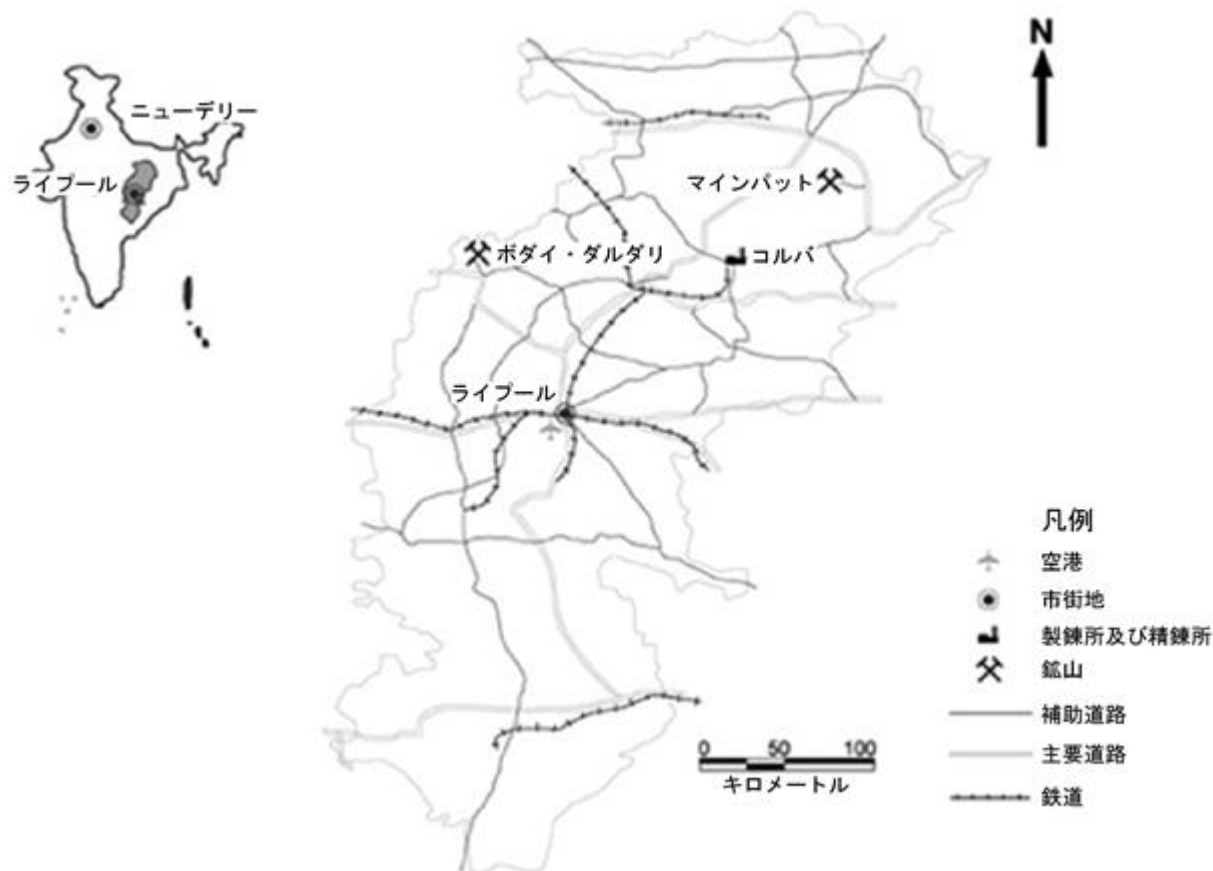 N
ニューデリー
ライプール
マインパット
ボダイ・ダルダリ
コルバ
ライプール
凡例
空港
市街地
製錬所及び精錬所
鉱山
補助道路
主要道路
鉄道
0 50 100
キロメートル